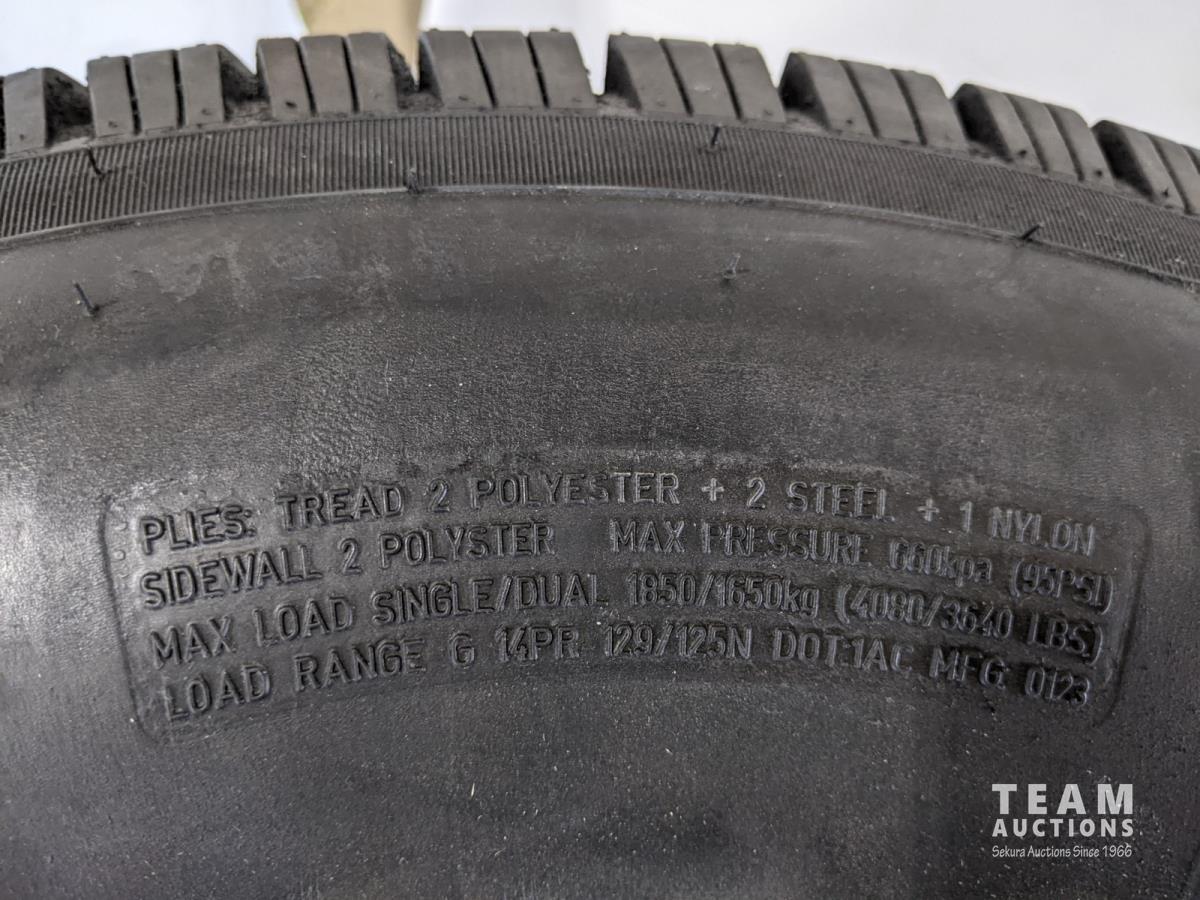 PLIES: TREAD 2 POLYESTER + 2 STEEL + 1 NYLON
SIDEWALL 2 POLYSTER MAX PRESSURE 660kpa (95PSI)
MAX LOAD SINGLE/DUAL 1850/1650kg (4080/3640 LBS)
LOAD RANGE G 14PR 129/125N DOT:1AC MFG: 0123
TEAM
AUCTIONS
Sekura Auctions Since 1966